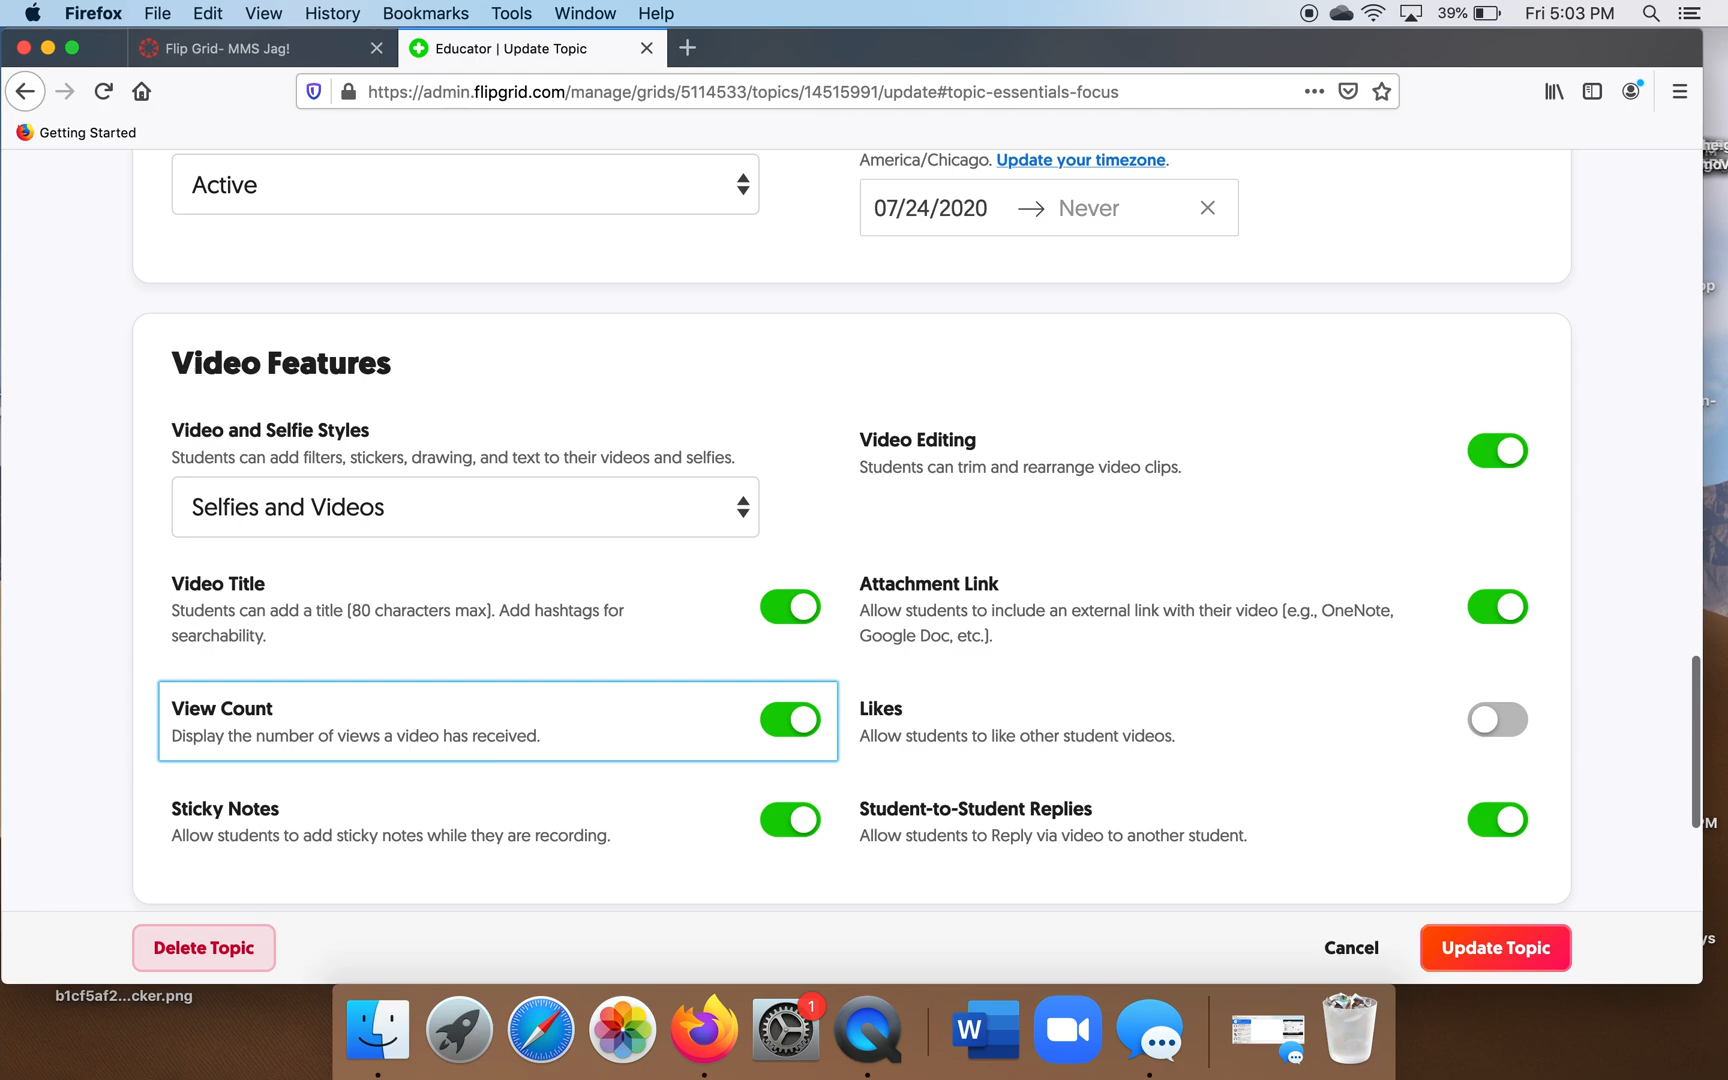 Firefox File Edit View History Bookmarks Tools Window Help 39% Fri 5:03 PM
Flip Grid- MMS Jag! Educator | Update Topic
https://admin.flipgrid.com/manage/grids/5114533/topics/14515991/update#topic-essentials-focus
Getting Started
America/Chicago. Update your timezone.
Active
07/24/2020 → Never
Video Features
Video and Selfie Styles
Students can add filters, stickers, drawing, and text to their videos and selfies.
Selfies and Videos
Video Editing
Students can trim and rearrange video clips.
Video Title
Students can add a title (80 characters max). Add hashtags for
searchability.
Attachment Link
Allow students to include an external link with their video (e.g., OneNote,
Google Doc, etc.).
View Count
Display the number of views a video has received.
Likes
Allow students to like other student videos.
Sticky Notes
Allow students to add sticky notes while they are recording.
Student-to-Student Replies
Allow students to Reply via video to another student.
Delete Topic Cancel Update Topic
b1cf5af2...cker.png
1
W